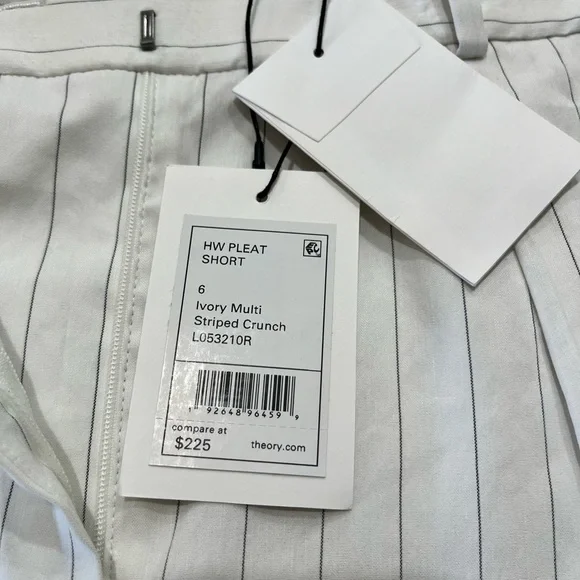 HW PLEAT
SHORT
6
Ivory Multi
Striped Crunch
L053210R
1 92648 96459 9
compare at
$225 theory.com